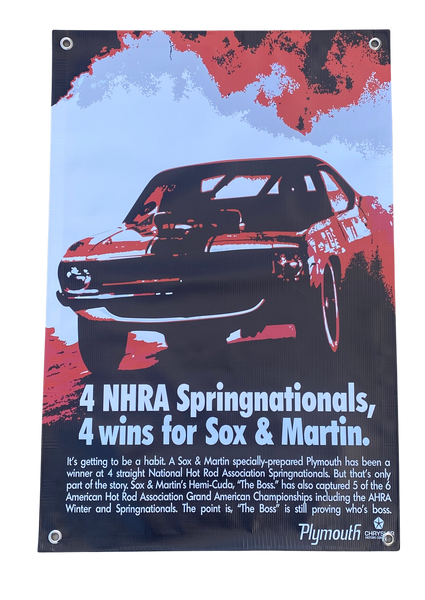 4 NHRA Springnationals,
4 wins for Sox & Martin.
It's getting to be a habit. A Sox & Martin specially-prepared Plymouth has been a
winner at 4 straight National Hot Rod Association Springnationals. But that's only
part of the story. Sox & Martin's Hemi-Cuda, "The Boss." has also captured 5 of the 6
American Hot Rod Association Grand American Championships including the AHRA
Winter and Springnationals. The point is, "The Boss" is still proving who's boss.
Plymouth
CHRYSLER